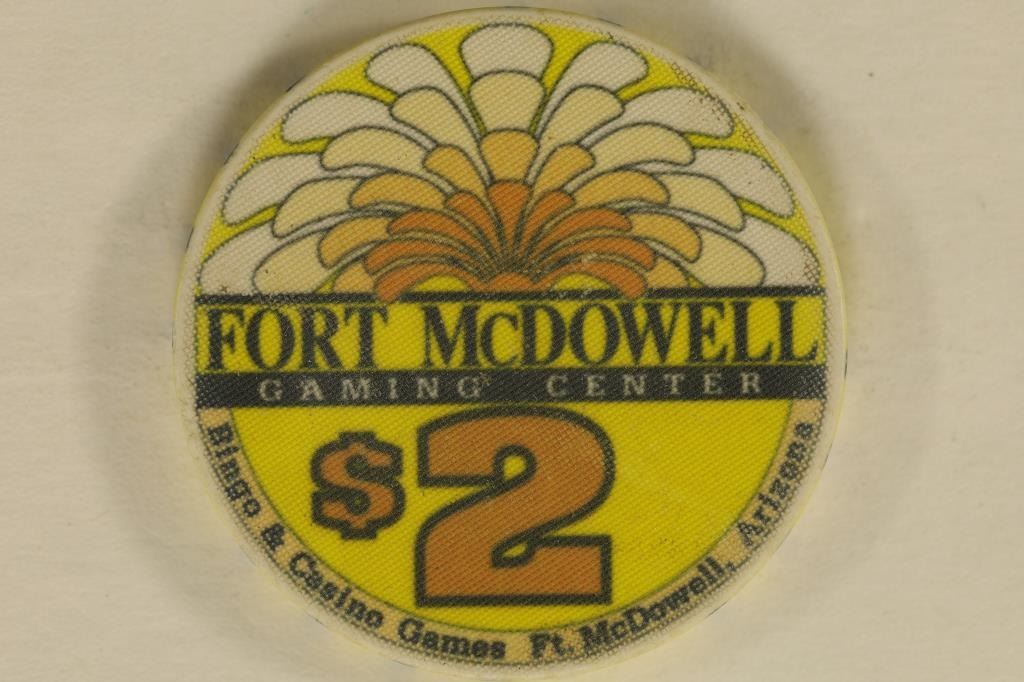 FORT McDOWELL
GAMING CENTER
$2
Bingo & Casino Games Ft. McDowell, Arizona